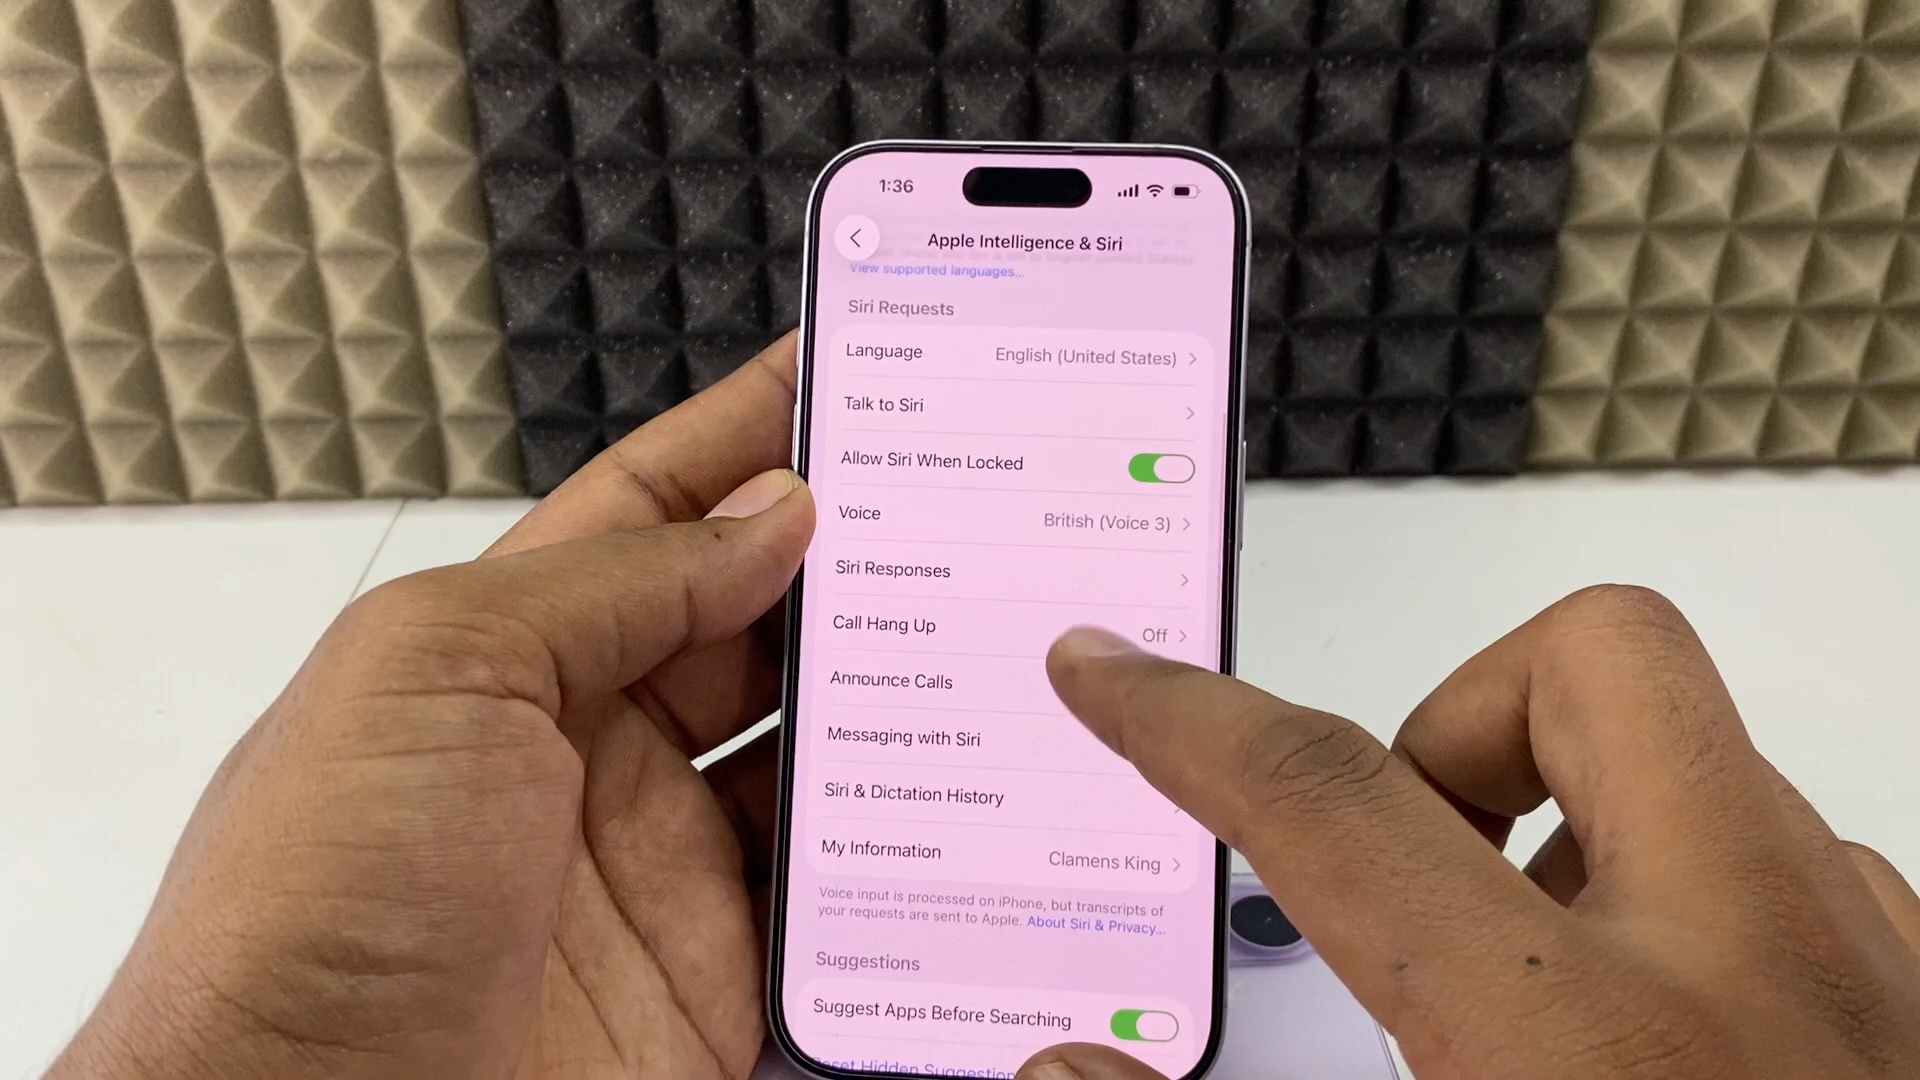 1:36
Apple Intelligence & Siri
View supported languages...
Siri Requests
Language English (United States)
Talk to Siri
Allow Siri When Locked
Voice British (Voice 3)
Siri Responses
Call Hang Up Off
Announce Calls
Messaging with Siri
Siri & Dictation History
My Information Clamens King
Voice input is processed on iPhone, but transcripts of
your requests are sent to Apple. About Siri & Privacy...
Suggestions
Suggest Apps Before Searching
Reset Hidden Suggestion